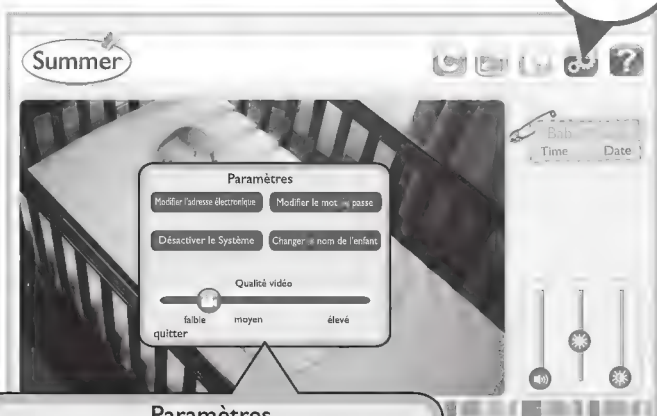 Summer
?
Bab
Time Date
Paramètres
Modifier l'adresse électronique Modifier le mot passe
Désactiver le Système Changer nom de l'enfant
Qualité vidéo
faible moyen élevé
quitter
Paramètres